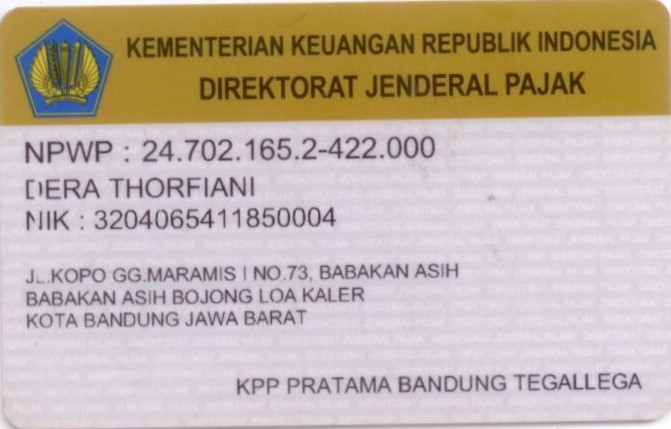 KEMENTERIAN KEUANGAN REPUBLIK INDONESIA
DIREKTORAT JENDERAL PAJAK
NPWP : 24.702.165.2-422.000
DERA THORFIANI
NIK : 3204065411850004
JL.KOPO GG.MARAMIS I NO.73, BABAKAN ASIH
BABAKAN ASIH BOJONG LOA KALER
KOTA BANDUNG JAWA BARAT
KPP PRATAMA BANDUNG TEGALLEGA